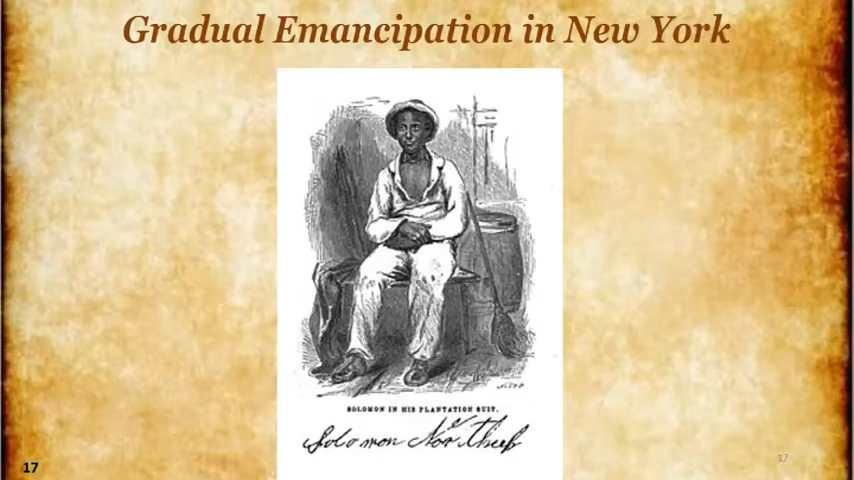 Gradual Emancipation in New York
SOLOMON IN HIS PLANTATION SUIT.
Solomon Northup
17
17